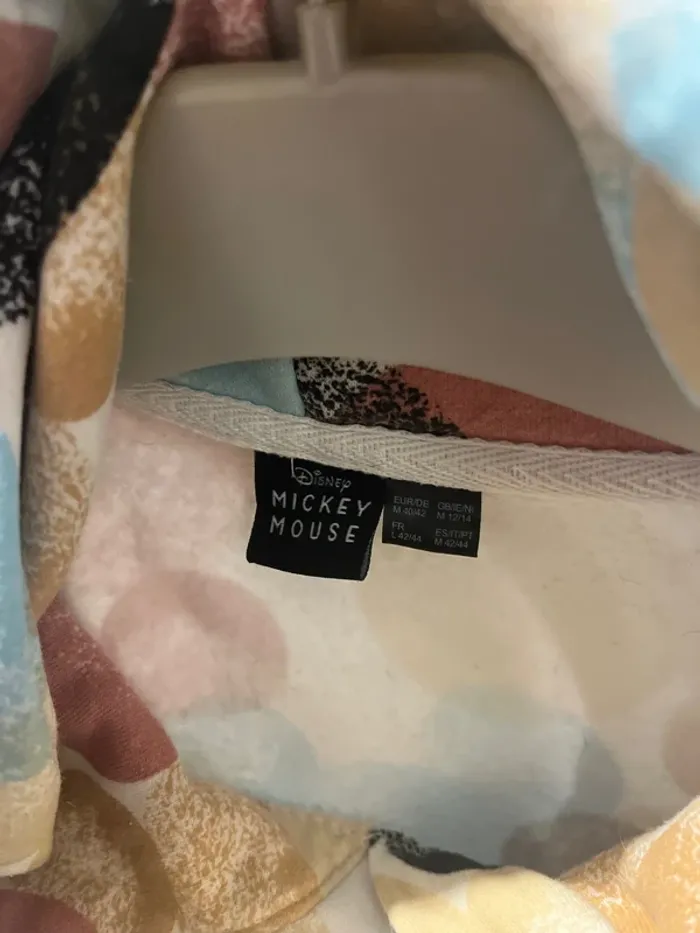 Disney
MICKEY
MOUSE
EUR/DE GB/IE/NI
M 40/42 M 12/14
FR ES/IT/PT
L 42/44 M 42/44